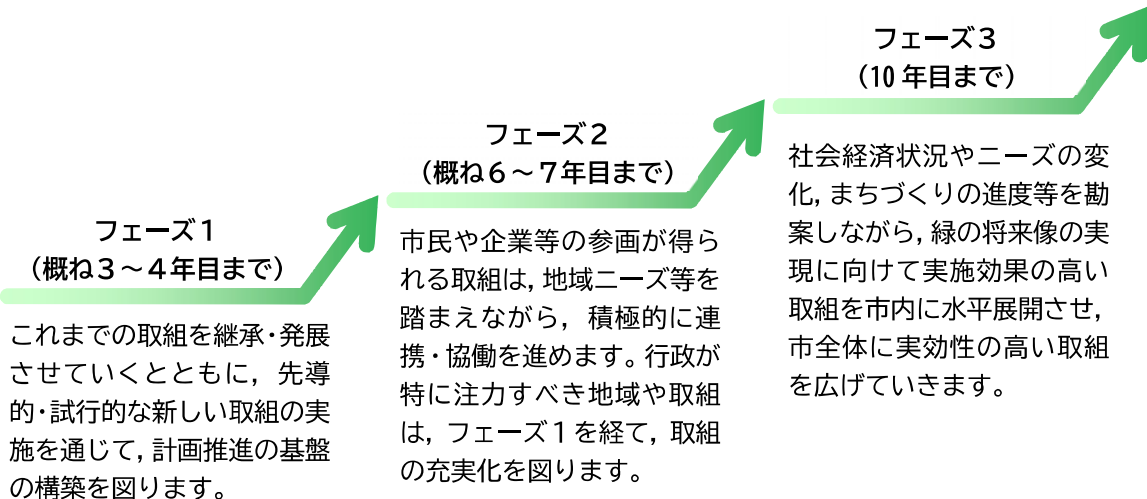 フェーズ1
（概ね3～4年目まで）
これまでの取組を継承・発展
させていくとともに，先導
的・試行的な新しい取組の実
施を通じて，計画推進の基盤
の構築を図ります。
フェーズ2
（概ね6～7年目まで）
市民や企業等の参画が得ら
れる取組は，地域ニーズ等を
踏まえながら，積極的に連
携・協働を進めます。行政が
特に注力すべき地域や取組
は，フェーズ1を経て，取組
の充実化を図ります。
フェーズ3
（10年目まで）
社会経済状況やニーズの変
化，まちづくりの進度等を勘
案しながら，緑の将来像の実
現に向けて実施効果の高い
取組を市内に水平展開させ，
市全体に実効性の高い取組
を広げていきます。